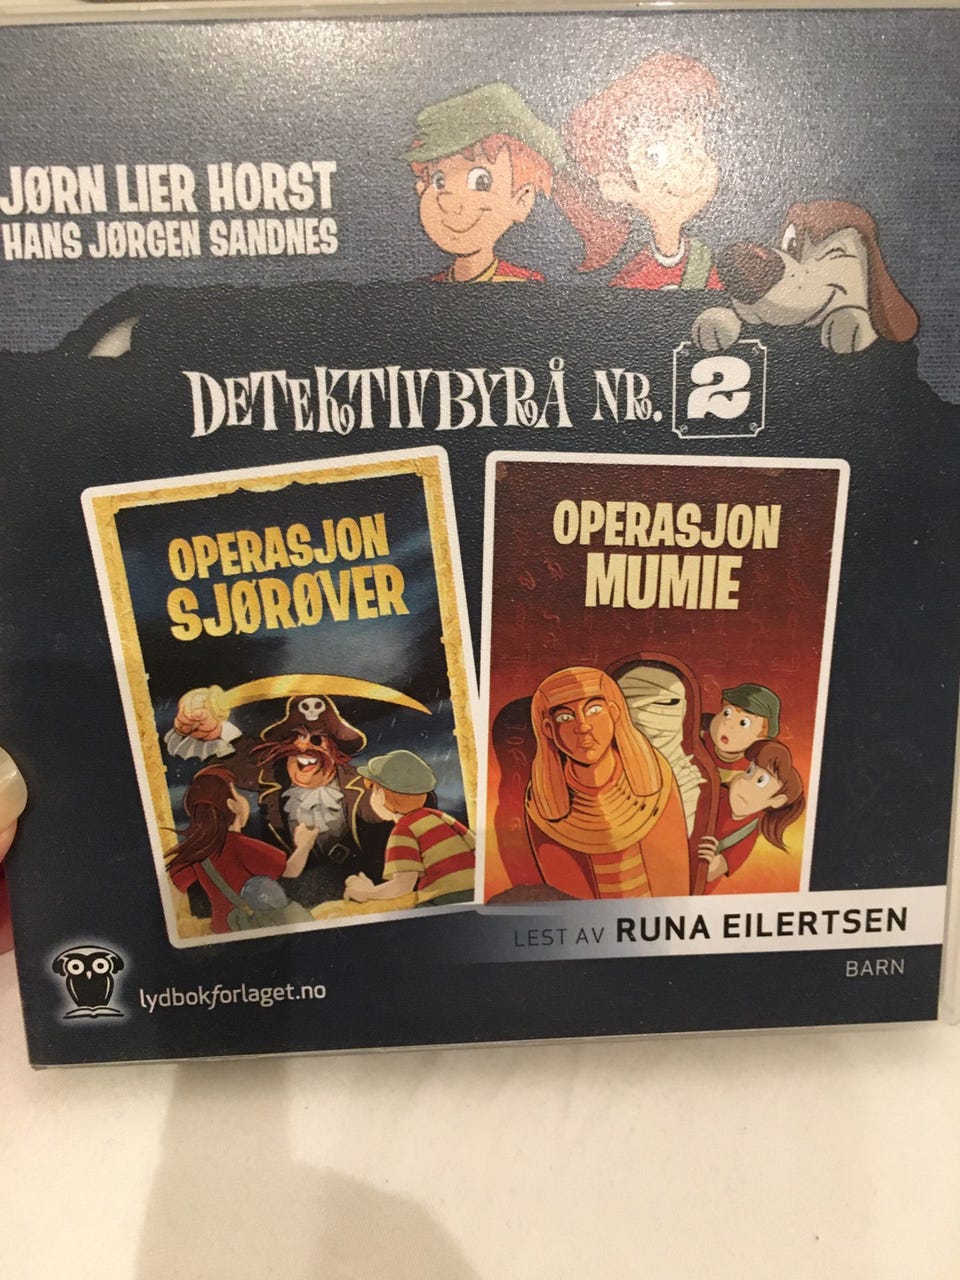 JØRN LIER HORST
HANS JØRGEN SANDNES
DETEKTIVBYRÅ NR. 2
OPERASJON
SJØRØVER
OPERASJON
MUMIE
LEST AV RUNA EILERTSEN
BARN
lydbokforlaget.no